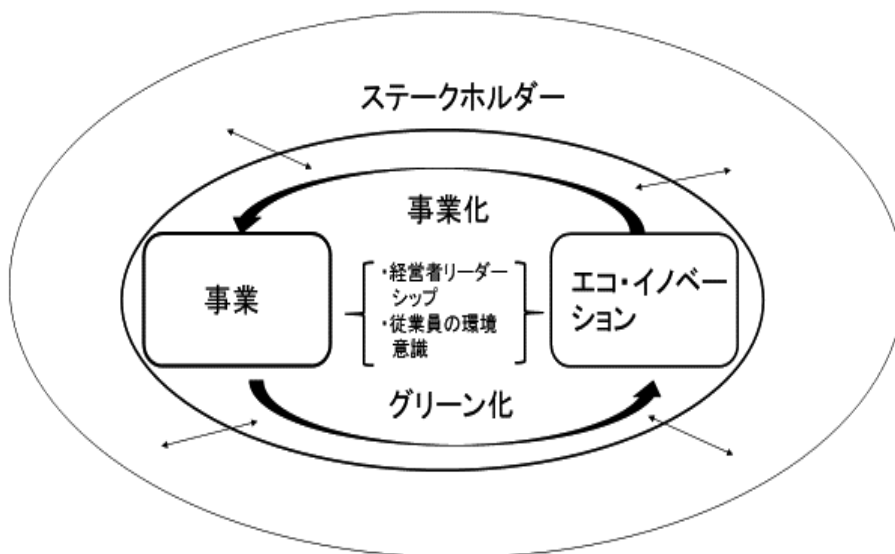 ステークホルダー
事業化
事業
・経営者リーダー
シップ
・従業員の環境
意識
エコ・イノベー
ション
グリーン化